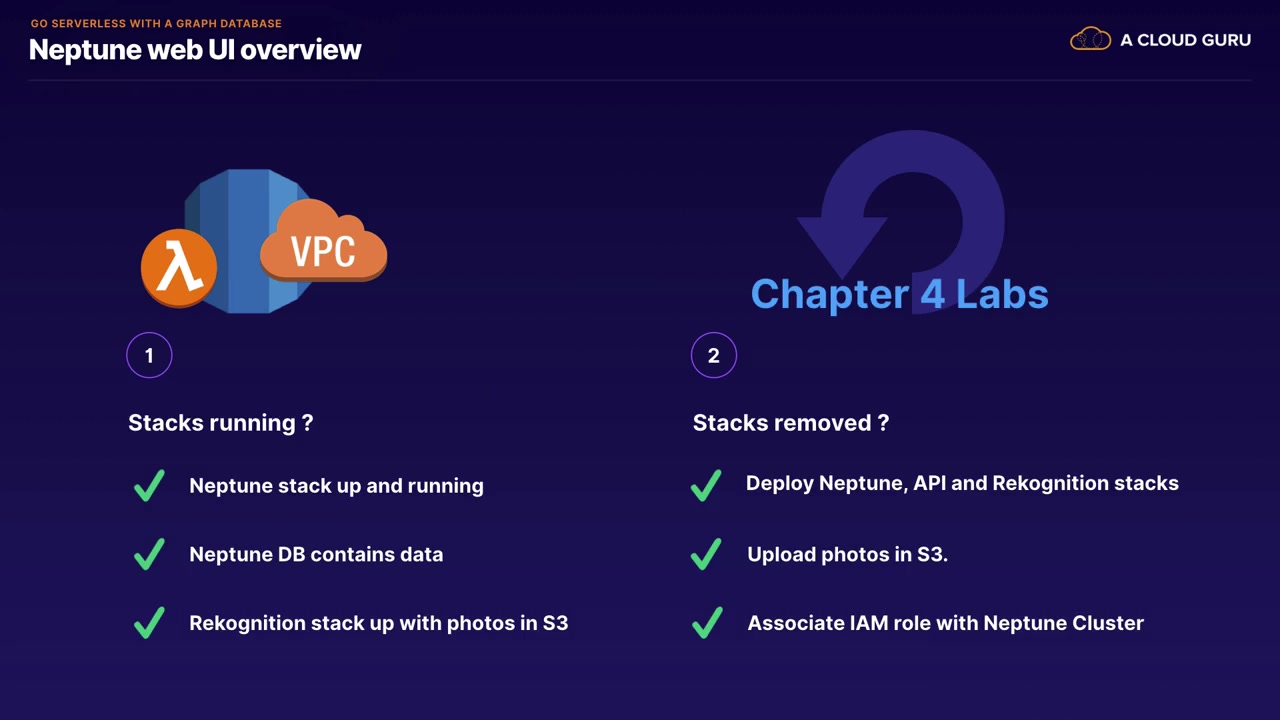 GO SERVERLESS WITH A GRAPH DATABASE
Neptune web UI overview
A CLOUD GURU
λ
VPC
1
Stacks running ?
Neptune stack up and running
Neptune DB contains data
Rekognition stack up with photos in S3
Chapter 4 Labs
2
Stacks removed ?
Deploy Neptune, API and Rekognition stacks
Upload photos in S3.
Associate IAM role with Neptune Cluster